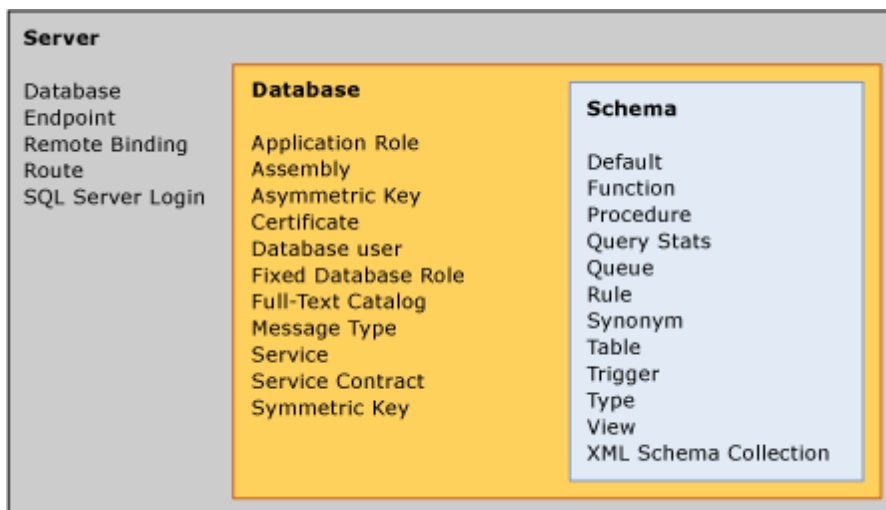 Server
Database
Endpoint
Remote Binding
Route
SQL Server Login
Database
Application Role
Assembly
Asymmetric Key
Certificate
Database user
Fixed Database Role
Full-Text Catalog
Message Type
Service
Service Contract
Symmetric Key
Schema
Default
Function
Procedure
Query Stats
Queue
Rule
Synonym
Table
Trigger
Type
View
XML Schema Collection